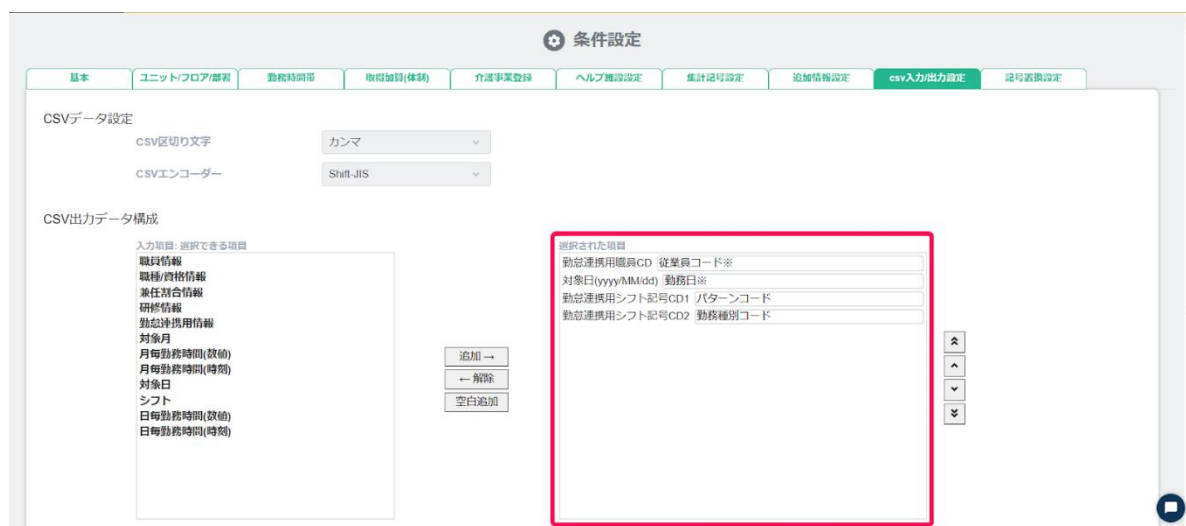 条件設定
基本 ユニット/フロア/部署 勤務時間帯 取得加算(体制) 介護事業登録 ヘルプ施設設定 集計記号設定 追加情報設定 csv入力/出力設定 記号置換設定
CSVデータ設定
CSV区切り文字 カンマ
CSVエンコーダー Shift-JIS
CSV出力データ構成
入力項目: 選択できる項目
職員情報
職種/資格情報
兼任割合情報
研修情報
勤怠連携用情報
対象月
月毎勤務時間(数値)
月毎勤務時間(時刻)
対象日
シフト
日毎勤務時間(数値)
日毎勤務時間(時刻)
追加→
←解除
空白追加
選択された項目
勤怠連携用職員CD 従業員コード※
対象日(yyyy/MM/dd) 勤務日※
勤怠連携用シフト記号CD1 パターンコード
勤怠連携用シフト記号CD2 勤務種別コード